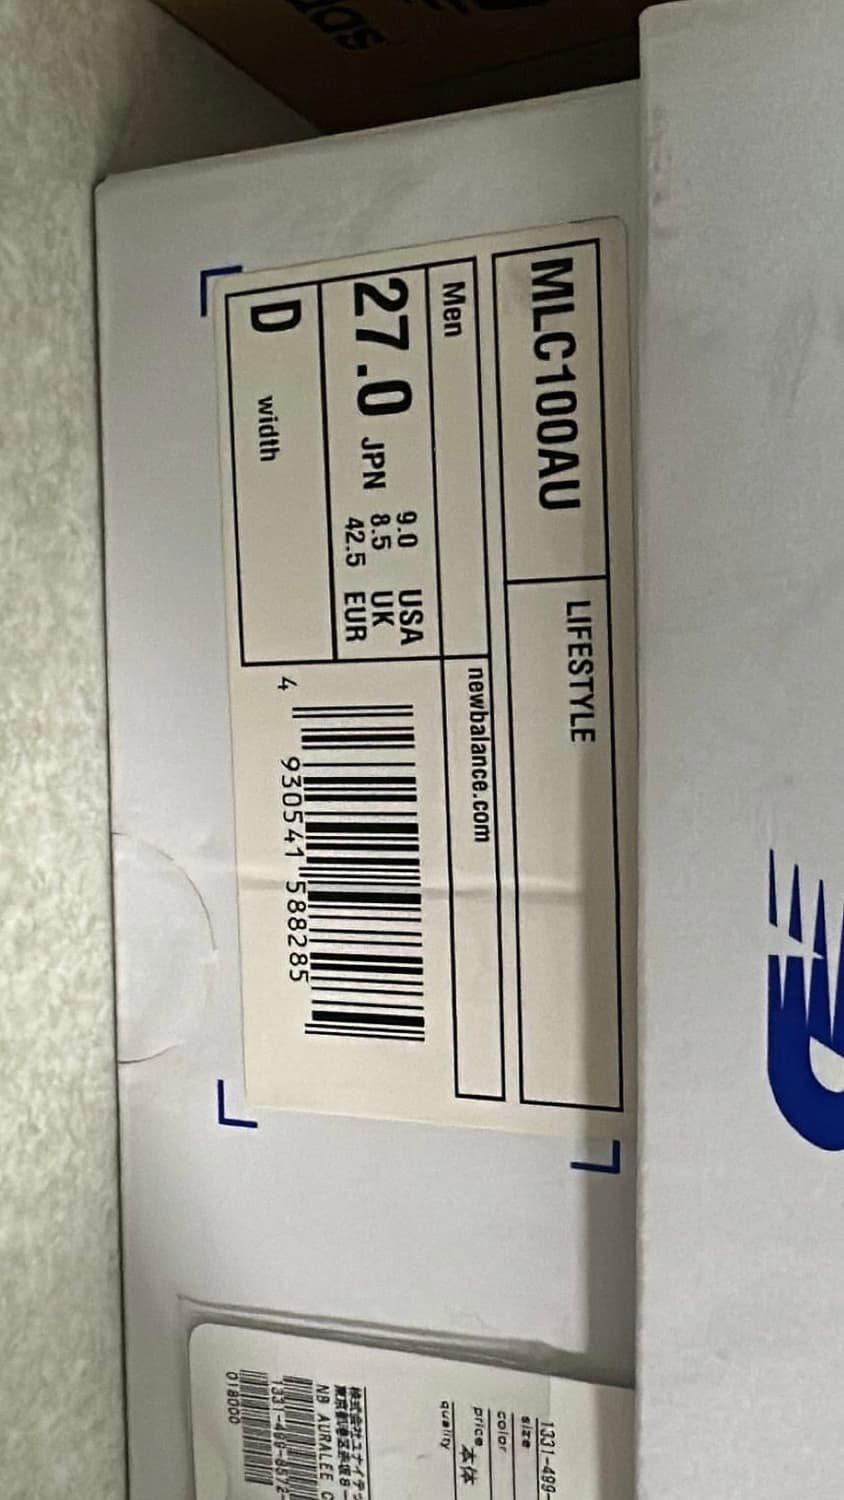 MLC100AU
LIFESTYLE
Men
newbalance.com
27.0 JPN
9.0 USA
8.5 UK
42.5 EUR
D width
4 930541 588285
1331-499-
size
color
price 本体
quality
NB AURALEE C
018000